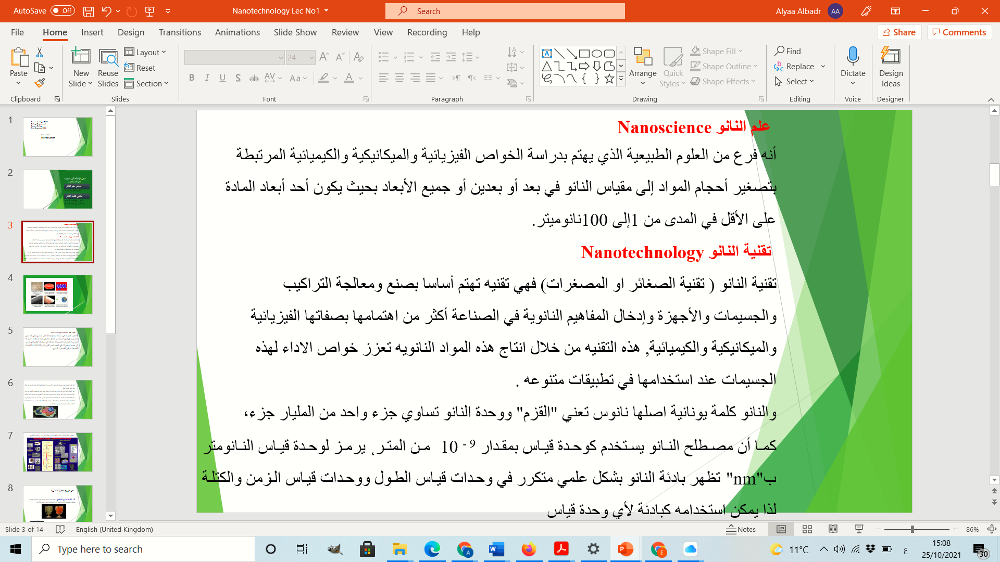 AutoSave Off
Nanotechnology Lec No1
Search
Alyaa Albadr AA
File Home Insert Design Transitions Animations Slide Show Review View Recording Help
Share Comments
Paste
Clipboard
New Slide
Reuse Slides
Layout
Reset
Section
Slides
24
B I U S ab AV Aa A
Font
Paragraph
Arrange
Quick Styles
Shape Fill
Shape Outline
Shape Effects
Drawing
Find
Replace
Select
Editing
Dictate
Voice
Design Ideas
Designer
1
2
3
4
5
6
7
8
علم النانو Nanoscience
أنه فرع من العلوم الطبيعية الذي يهتم بدراسة الخواص الفيزيائية والميكانيكية والكيميائية المرتبطة
بتصغير أحجام المواد إلى مقياس النانو في بعد أو بعدين أو جميع الأبعاد بحيث يكون أحد أبعاد المادة
على الأقل في المدى من 1إلى 100نانوميتر.
تقنية النانو Nanotechnology
تقنية النانو ( تقنية الصغائر او المصغرات) فهي تقنيه تهتم أساسا بصنع ومعالجة التراكيب
والجسيمات والأجهزة وإدخال المفاهيم النانوية في الصناعة أكثر من اهتمامها بصفاتها الفيزيائية
والميكانيكية والكيميائية, هذه التقنيه من خلال انتاج هذه المواد النانويه تعزز خواص الاداء لهذه
الجسيمات عند استخدامها في تطبيقات متنوعه .
والنانو كلمة يونانية اصلها نانوس تعني "القزم" ووحدة النانو تساوي جزء واحد من المليار جزء،
كما أن مصطلح النانو يستخدم كوحدة قياس بمقدار 10 -9 من المتر، يرمز لوحدة قياس النانومتر
ب"nm" تظهر بادئة النانو بشكل علمي متكرر في وحدات قياس الطول ووحدات قياس الزمن والكتلة
لذا يمكن استخدامه كبادئة لأي وحدة قياس
Slide 3 of 14 English (United Kingdom)
Notes 86%
Type here to search
11°C
ع
15:08
25/10/2021
30